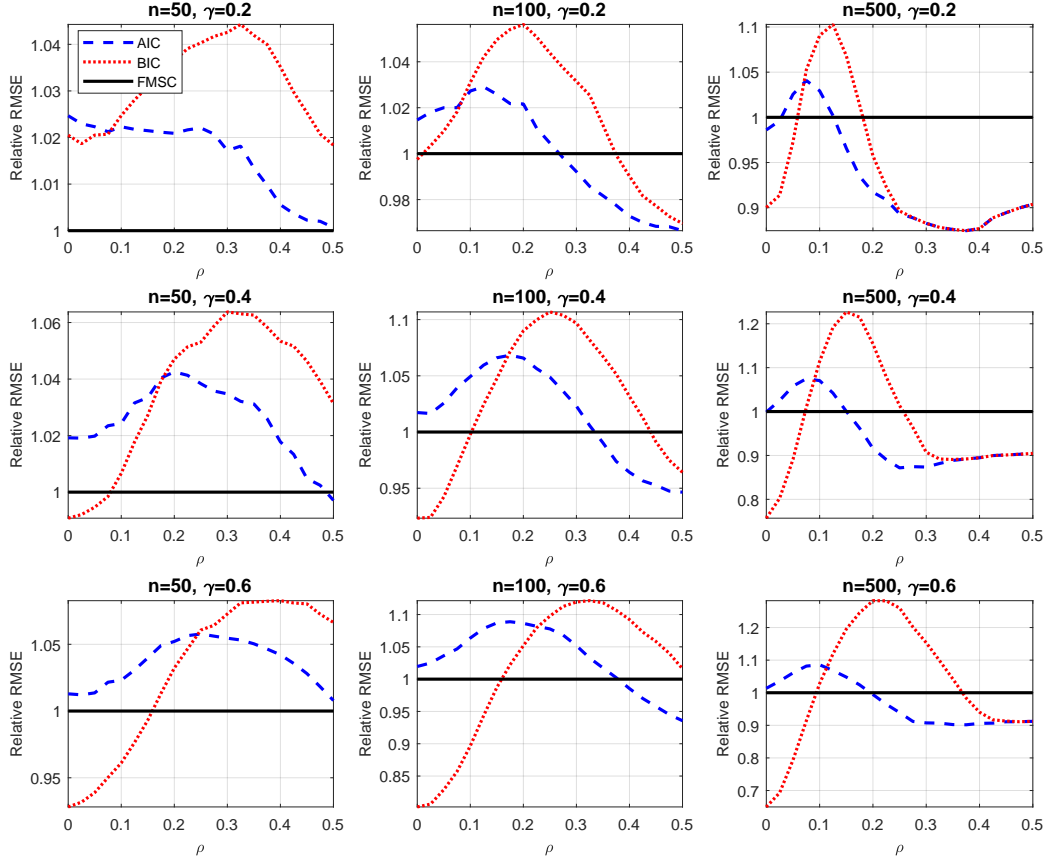 n=50, γ=0.2
1.04
1.03
1.02
1.01
1
Relative RMSE
AIC
BIC
FMSC
0 0.1 0.2 0.3 0.4 0.5
ρ
n=100, γ=0.2
1.04
1.02
1
0.98
Relative RMSE
0 0.1 0.2 0.3 0.4 0.5
ρ
n=500, γ=0.2
1.1
1.05
1
0.95
0.9
Relative RMSE
0 0.1 0.2 0.3 0.4 0.5
ρ
n=50, γ=0.4
1.06
1.04
1.02
1
Relative RMSE
0 0.1 0.2 0.3 0.4 0.5
ρ
n=100, γ=0.4
1.1
1.05
1
0.95
Relative RMSE
0 0.1 0.2 0.3 0.4 0.5
ρ
n=500, γ=0.4
1.2
1.1
1
0.9
0.8
Relative RMSE
0 0.1 0.2 0.3 0.4 0.5
ρ
n=50, γ=0.6
1.05
1
0.95
Relative RMSE
0 0.1 0.2 0.3 0.4 0.5
ρ
n=100, γ=0.6
1.1
1.05
1
0.95
0.9
0.85
Relative RMSE
0 0.1 0.2 0.3 0.4 0.5
ρ
n=500, γ=0.6
1.2
1.1
1
0.9
0.8
0.7
Relative RMSE
0 0.1 0.2 0.3 0.4 0.5
ρ